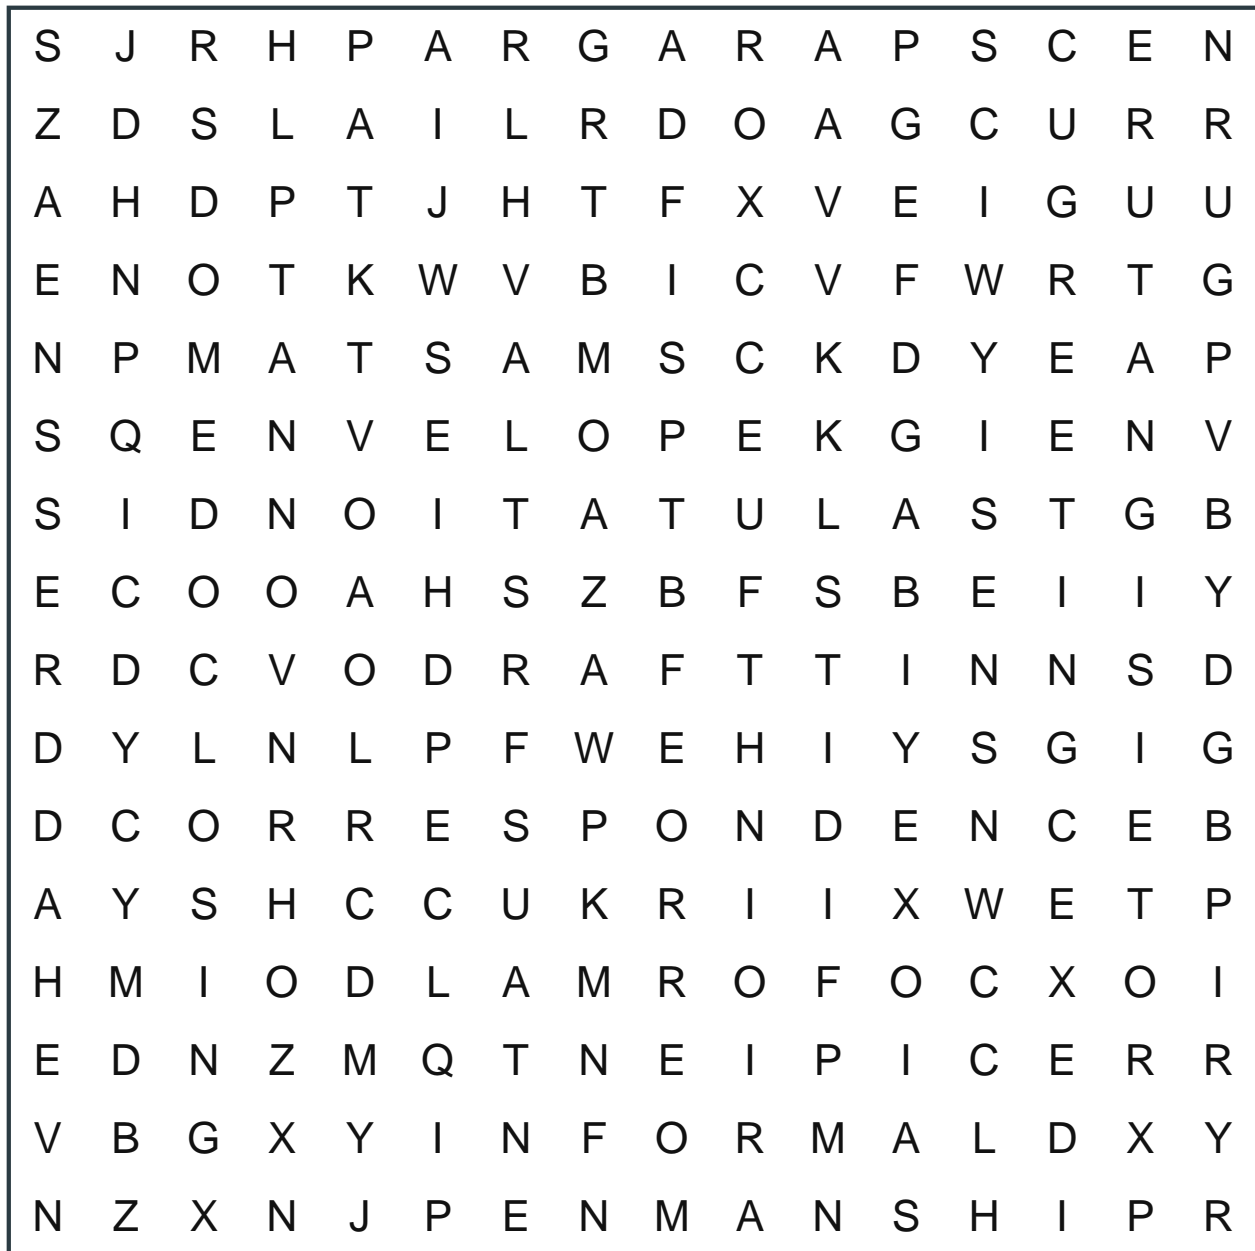 S J R H P A R G A R A P S C E N
Z D S L A I L R D O A G C U R R
A H D P T J H T F X V E I G U U
E N O T K W V B I C V F W R T G
N P M A T S A M S C K D Y E A P
S Q E N V E L O P E K G I E N V
S I D N O I T A T U L A S T G B
E C O O A H S Z B F S B E I I Y
R D C V O D R A F T T I N N S D
D Y L N L P F W E H I Y S G I G
D C O R R E S P O N D E N C E B
A Y S H C C U K R I I X W E T P
H M I O D L A M R O F O C X O I
E D N Z M Q T N E I P I C E R R
V B G X Y I N F O R M A L D X Y
N Z X N J P E N M A N S H I P R